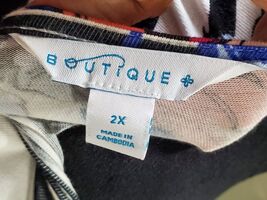 BOUTIQUE +
2X
MADE IN
CAMBODIA